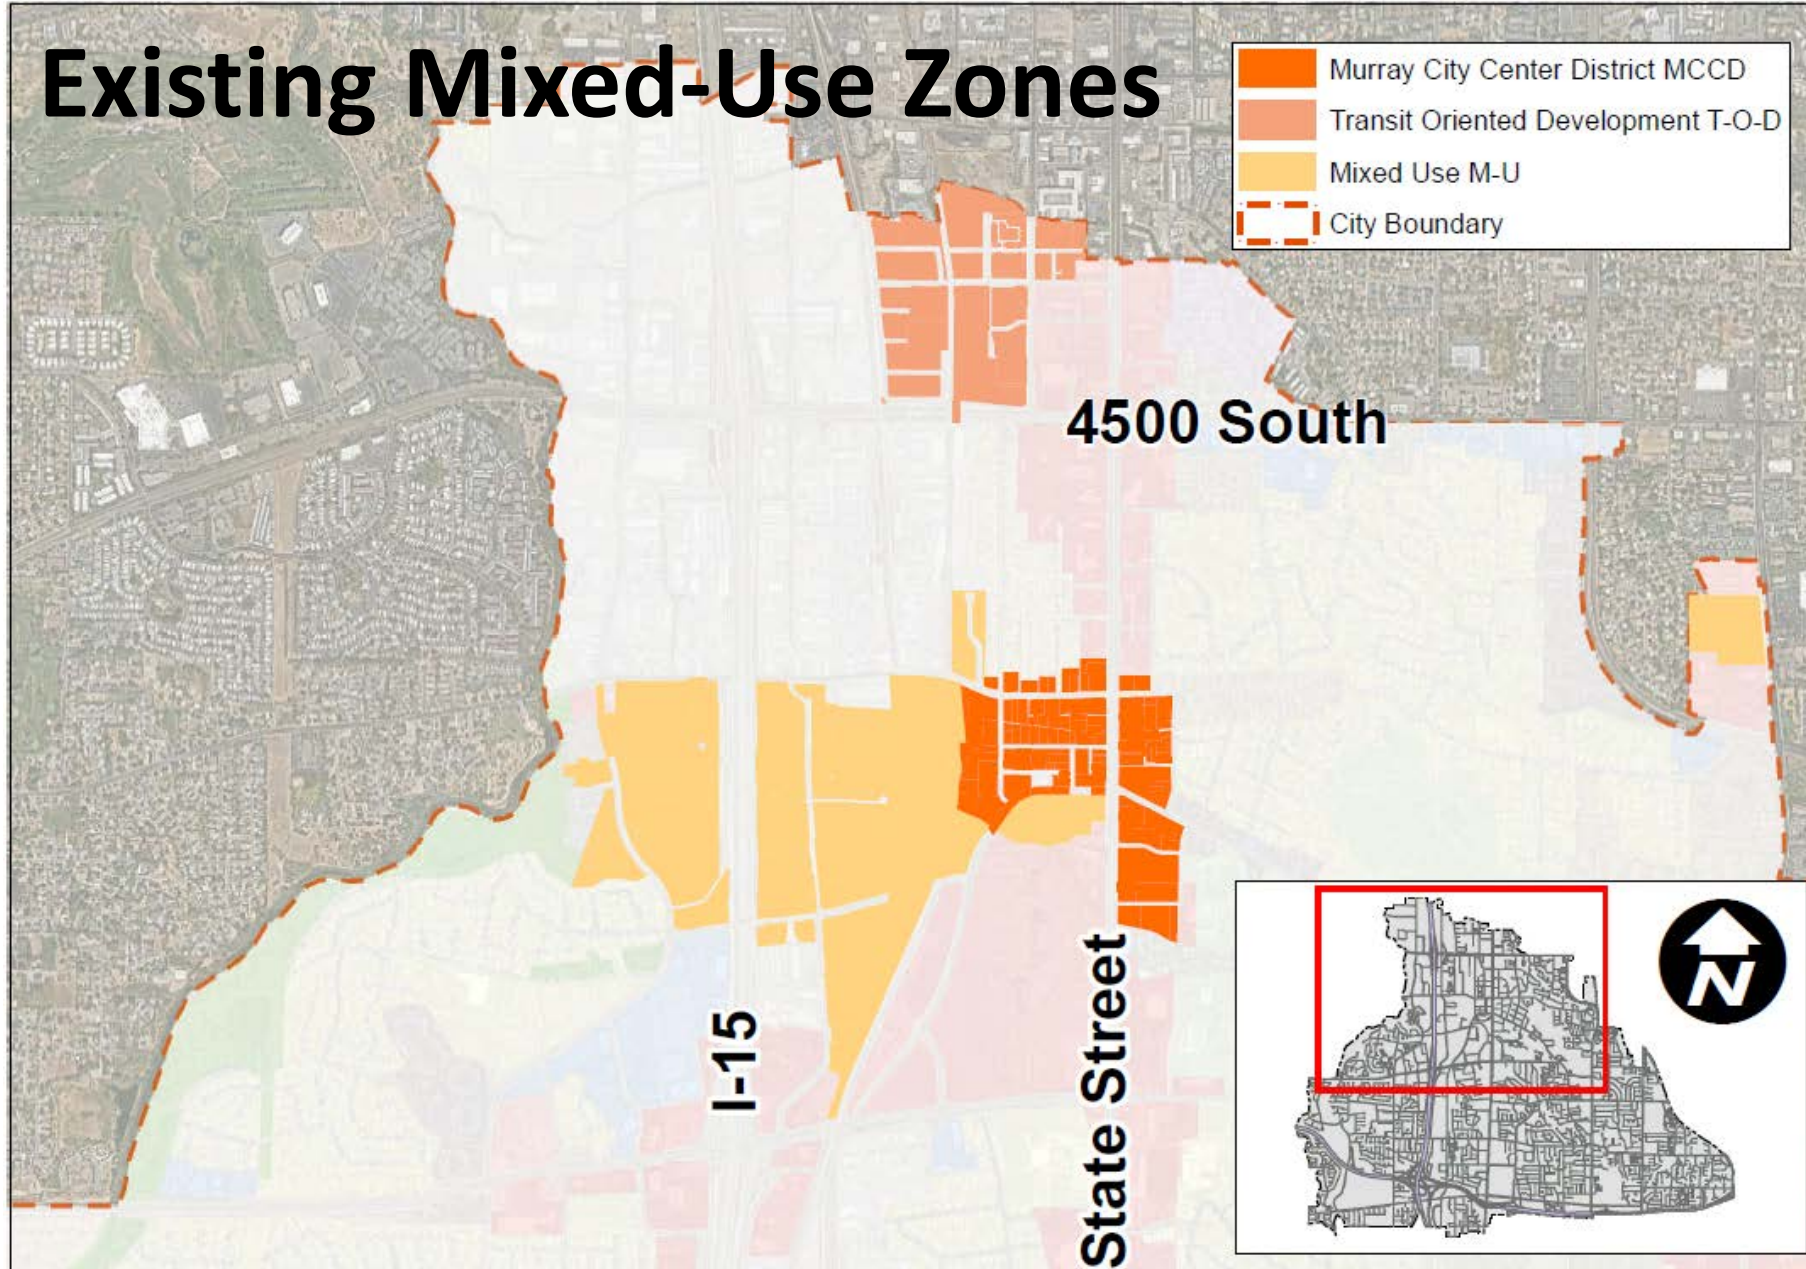 Existing Mixed-Use Zones
Murray City Center District MCCD
Transit Oriented Development T-O-D
Mixed Use M-U
City Boundary
4500 South
I-15
State Street
N